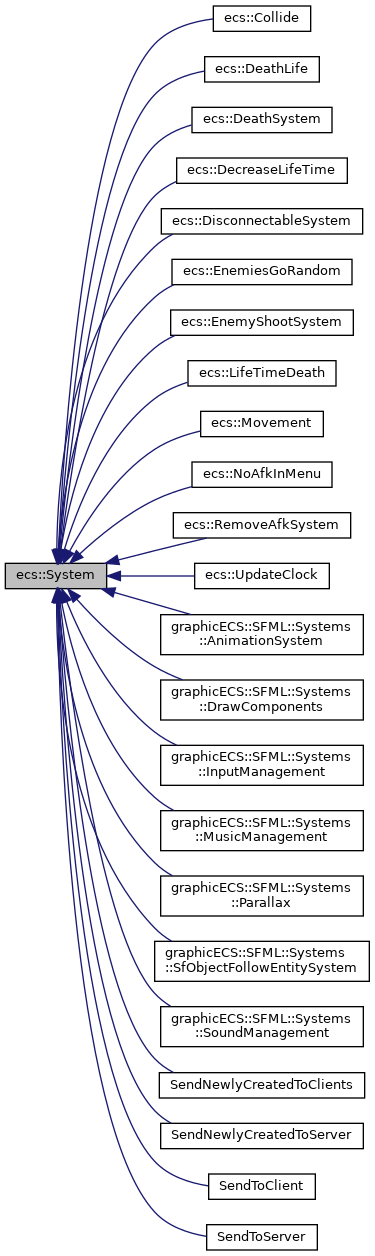 ecs::Collide
ecs::DeathLife
ecs::DeathSystem
ecs::DecreaseLifeTime
ecs::DisconnectableSystem
ecs::EnemiesGoRandom
ecs::EnemyShootSystem
ecs::LifeTimeDeath
ecs::Movement
ecs::NoAfkInMenu
ecs::RemoveAfkSystem
ecs::System
ecs::UpdateClock
graphicECS::SFML::Systems
::AnimationSystem
graphicECS::SFML::Systems
::DrawComponents
graphicECS::SFML::Systems
::InputManagement
graphicECS::SFML::Systems
::MusicManagement
graphicECS::SFML::Systems
::Parallax
graphicECS::SFML::Systems
::SfObjectFollowEntitySystem
graphicECS::SFML::Systems
::SoundManagement
SendNewlyCreatedToClients
SendNewlyCreatedToServer
SendToClient
SendToServer